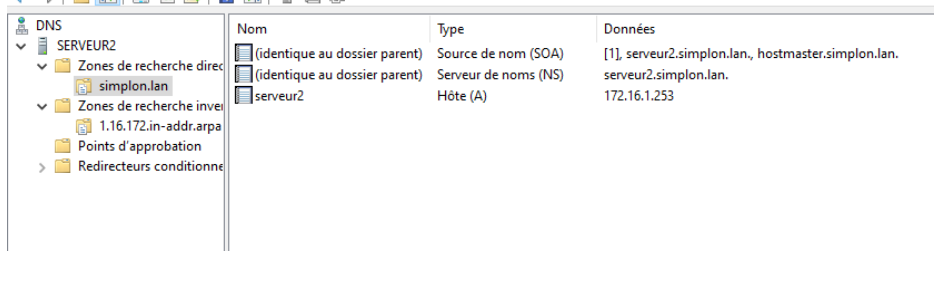 DNS
SERVEUR2
Zones de recherche direc
simplon.lan
Zones de recherche inver
1.16.172.in-addr.arpa
Points d'approbation
Redirecteurs conditionne
Nom Type Données
(identique au dossier parent) Source de nom (SOA) [1], serveur2.simplon.lan., hostmaster.simplon.lan.
(identique au dossier parent) Serveur de noms (NS) serveur2.simplon.lan.
serveur2 Hôte (A) 172.16.1.253